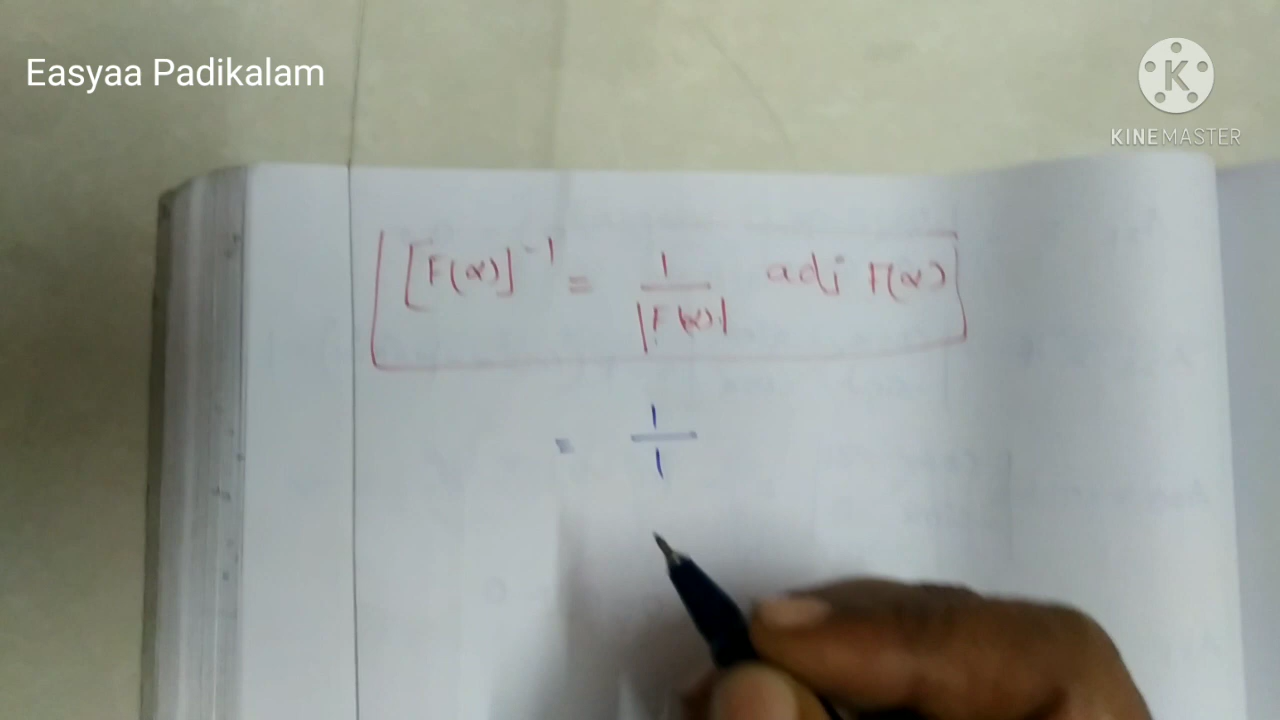 Easyaa Padikalam
K
KINEMASTER
[F(α)]⁻¹ = 1/|F(α)| adj F(α)
= 1/1